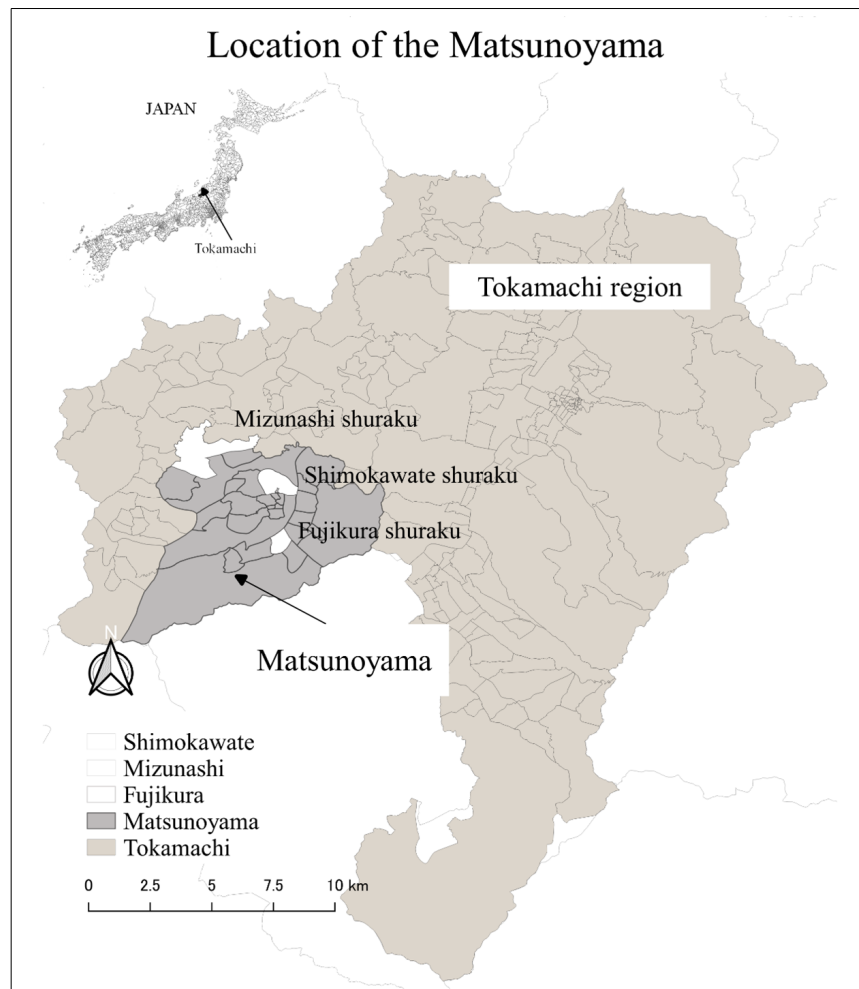 Location of the Matsunoyama
JAPAN
Tokamachi
Tokamachi region
Mizunashi shuraku
Shimokawate shuraku
Fujikura shuraku
Matsunoyama
N
Shimokawate
Mizunashi
Fujikura
Matsunoyama
Tokamachi
0 2.5 5 7.5 10 km